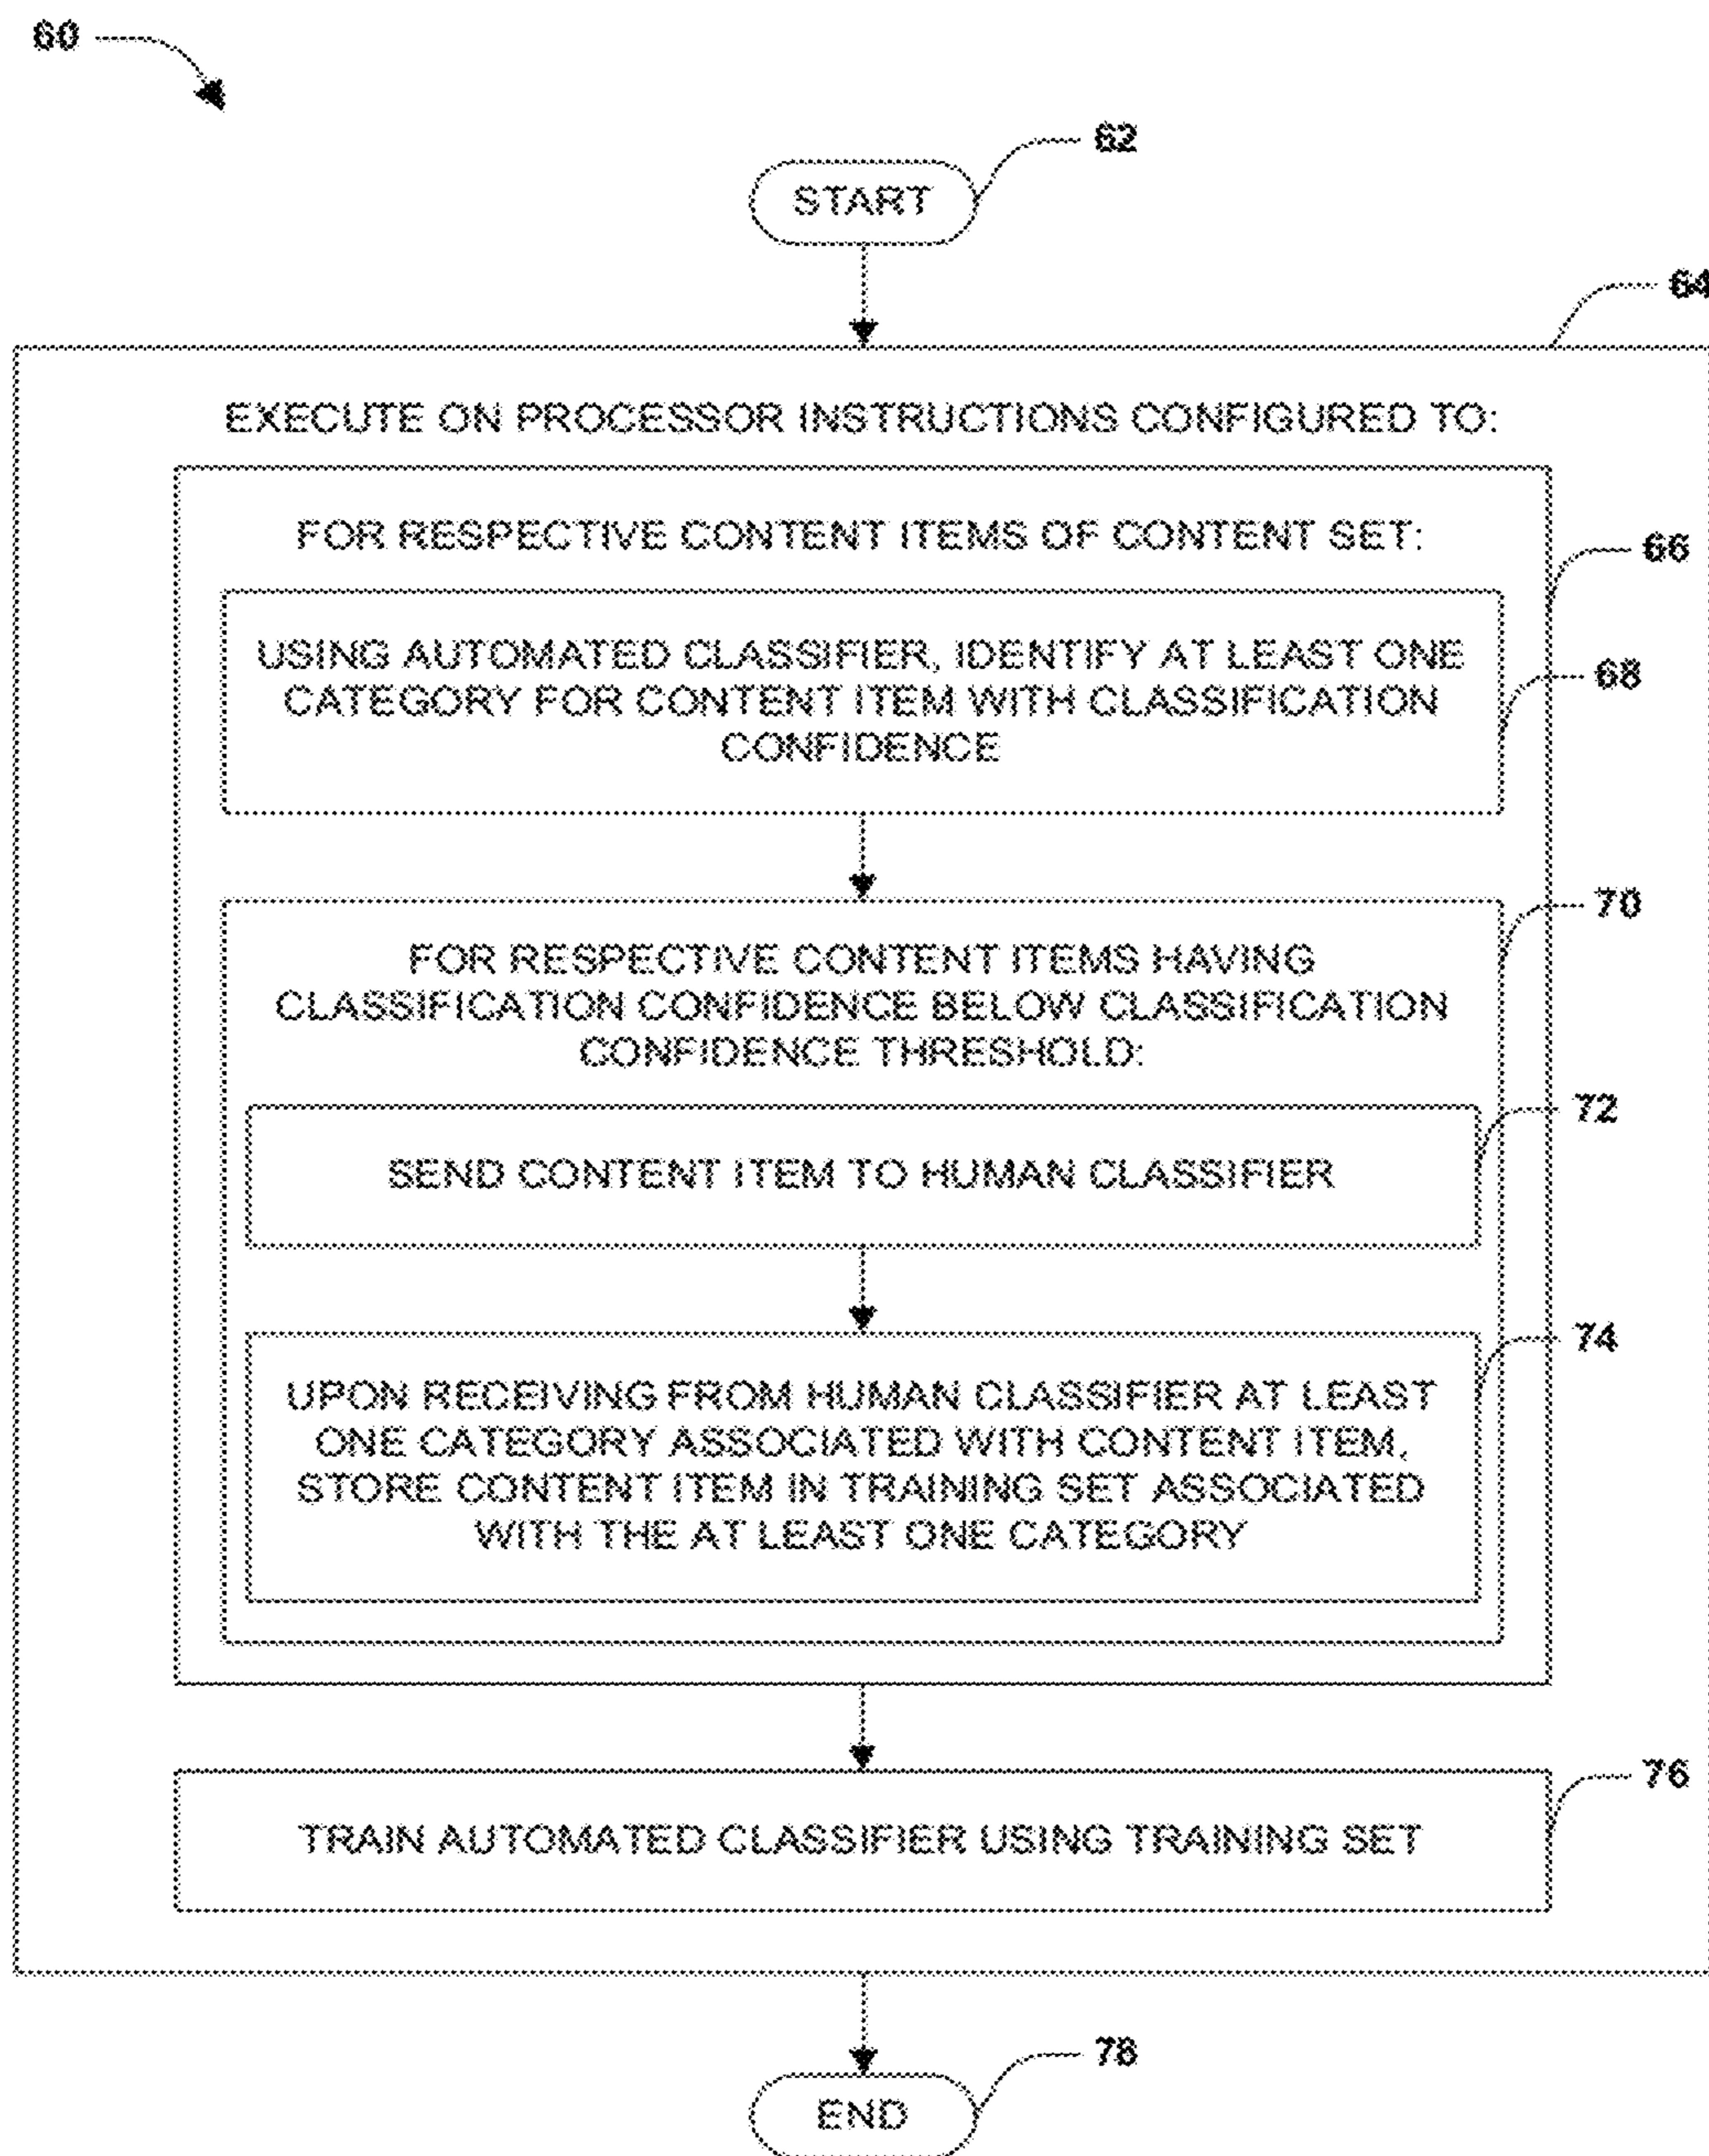 60
62
START
64
EXECUTE ON PROCESSOR INSTRUCTIONS CONFIGURED TO:
FOR RESPECTIVE CONTENT ITEMS OF CONTENT SET:
66
USING AUTOMATED CLASSIFIER, IDENTIFY AT LEAST ONE
CATEGORY FOR CONTENT ITEM WITH CLASSIFICATION
CONFIDENCE
68
70
FOR RESPECTIVE CONTENT ITEMS HAVING
CLASSIFICATION CONFIDENCE BELOW CLASSIFICATION
CONFIDENCE THRESHOLD:
72
SEND CONTENT ITEM TO HUMAN CLASSIFIER
74
UPON RECEIVING FROM HUMAN CLASSIFIER AT LEAST
ONE CATEGORY ASSOCIATED WITH CONTENT ITEM,
STORE CONTENT ITEM IN TRAINING SET ASSOCIATED
WITH THE AT LEAST ONE CATEGORY
76
TRAIN AUTOMATED CLASSIFIER USING TRAINING SET
78
END